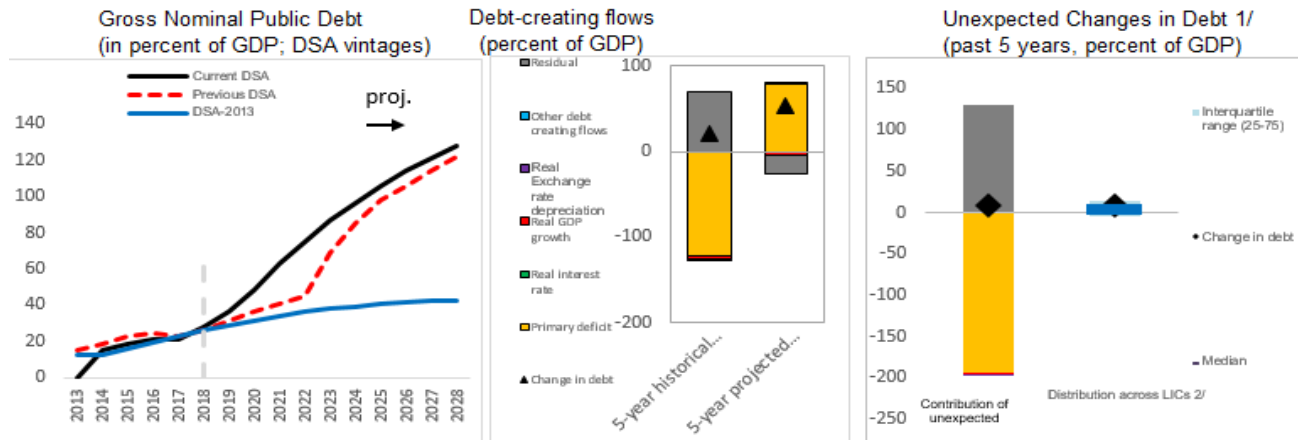 Gross Nominal Public Debt
(in percent of GDP; DSA vintages)
Current DSA
Previous DSA
DSA-2013
proj.
140
120
100
80
60
40
20
0
2013
2014
2015
2016
2017
2018
2019
2020
2021
2022
2023
2024
2025
2026
2027
2028
Debt-creating flows
(percent of GDP)
Residual
Other debt
creating flows
Real
Exchange
rate
depreciation
Real GDP
growth
Real interest
rate
Primary deficit
Change in debt
100
0
-100
-200
5-year historical...
5-year projected...
Unexpected Changes in Debt 1/
(past 5 years, percent of GDP)
150
100
50
0
-50
-100
-150
-200
-250
Interquartile
range (25-75)
Change in debt
Median
Contribution of
unexpected
Distribution across LICs 2/